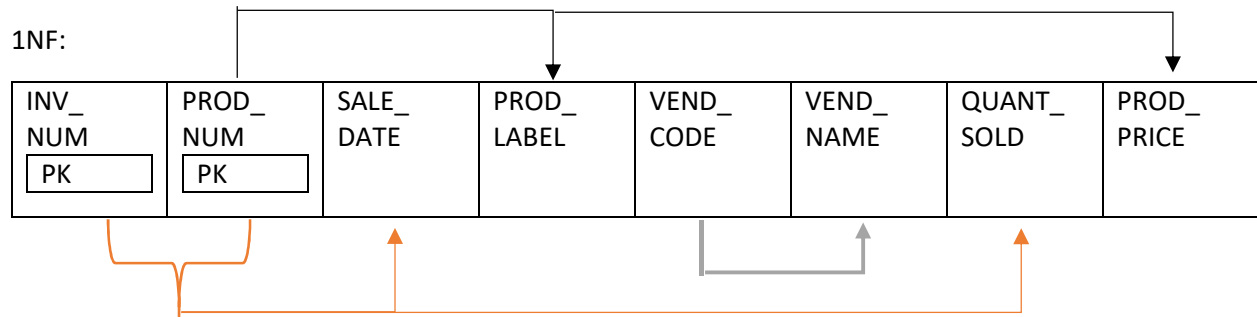 1NF:
INV_ PROD_ SALE_ PROD_ VEND_ VEND_ QUANT_ PROD_
NUM NUM DATE LABEL CODE NAME SOLD PRICE
PK PK